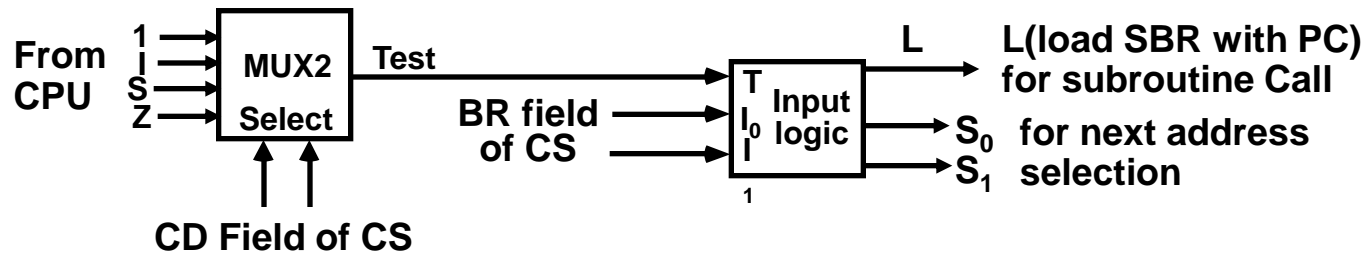 From CPU
1
I
S
Z
MUX2
Select
Test
CD Field of CS
BR field of CS
T
I0
I
1
Input logic
L
S0
S1
L(load SBR with PC)
for subroutine Call
for next address
selection